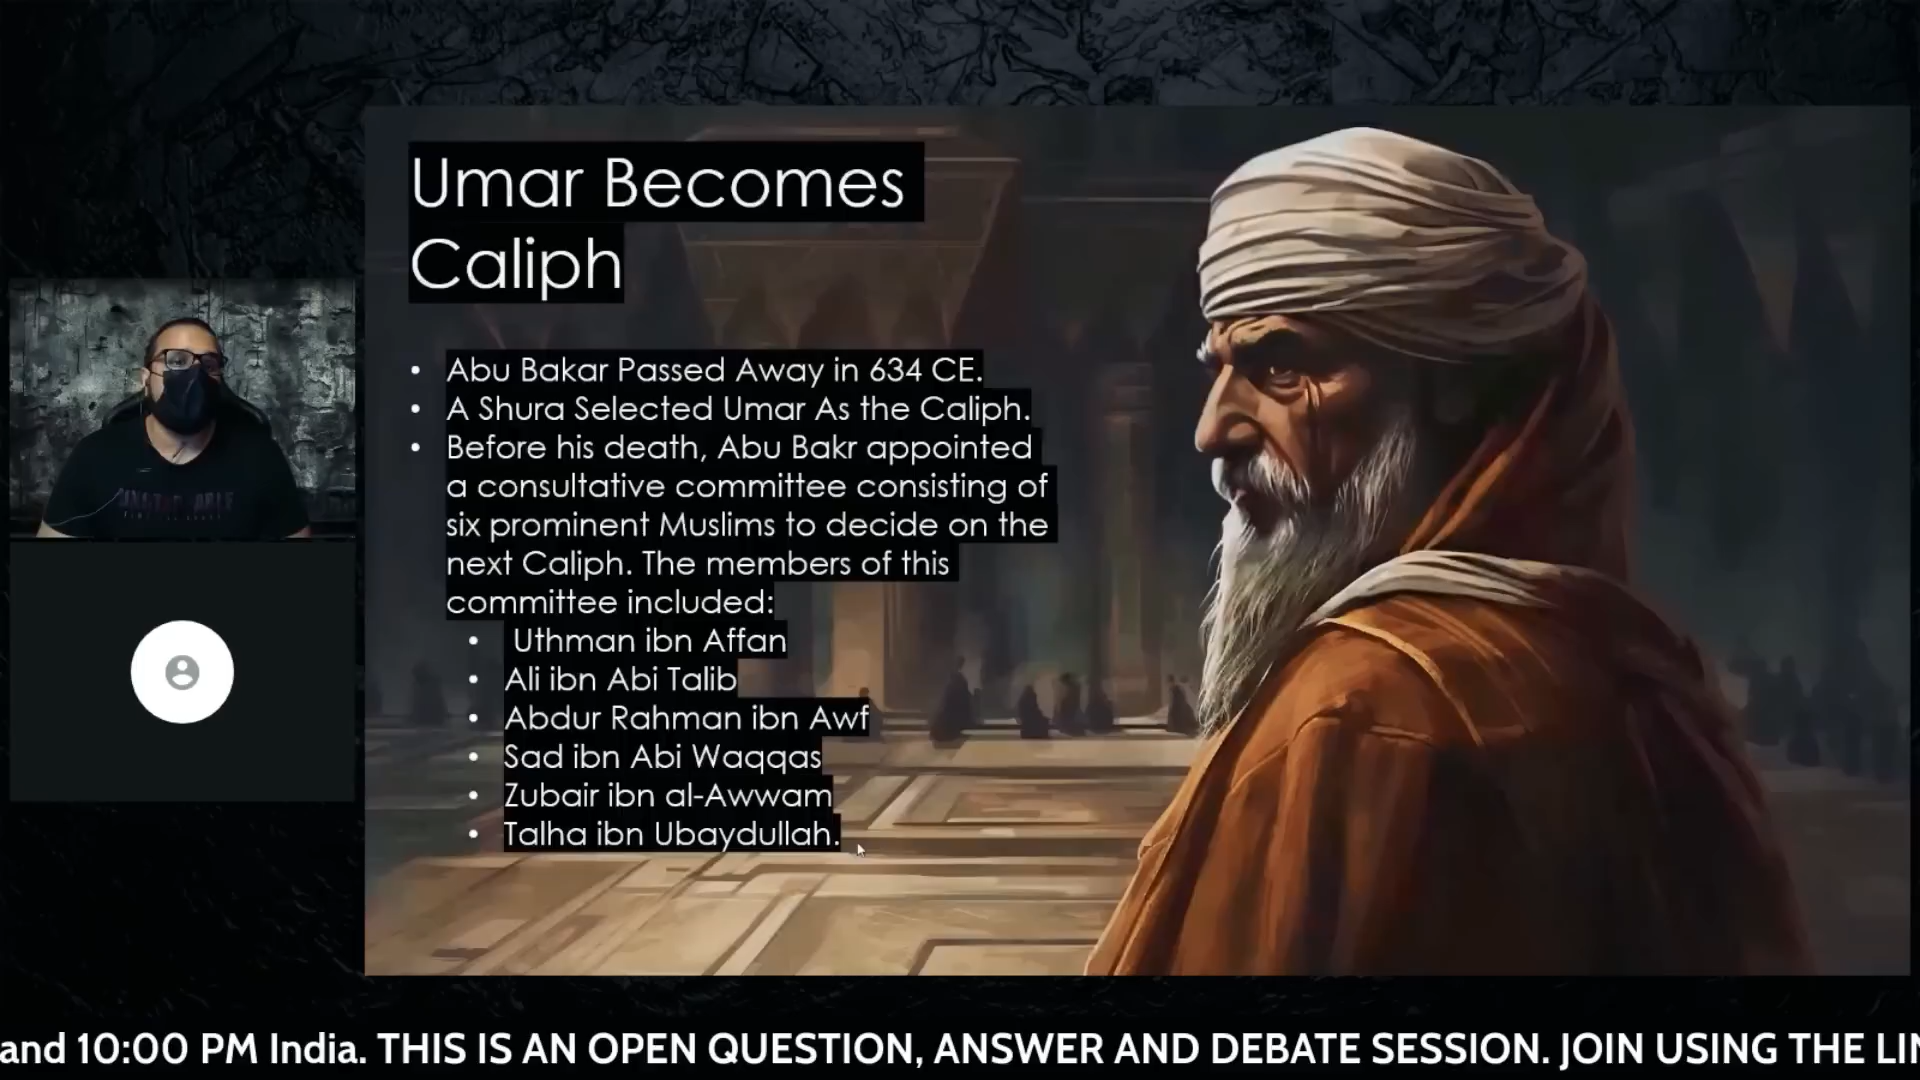 Umar Becomes
Caliph
• Abu Bakar Passed Away in 634 CE.
• A Shura Selected Umar As the Caliph.
• Before his death, Abu Bakr appointed
a consultative committee consisting of
six prominent Muslims to decide on the
next Caliph. The members of this
committee included:
• Uthman ibn Affan
• Ali ibn Abi Talib
• Abdur Rahman ibn Awf
• Sad ibn Abi Waqqas
• Zubair ibn al-Awwam
• Talha ibn Ubaydullah.
and 10:00 PM India. THIS IS AN OPEN QUESTION, ANSWER AND DEBATE SESSION. JOIN USING THE